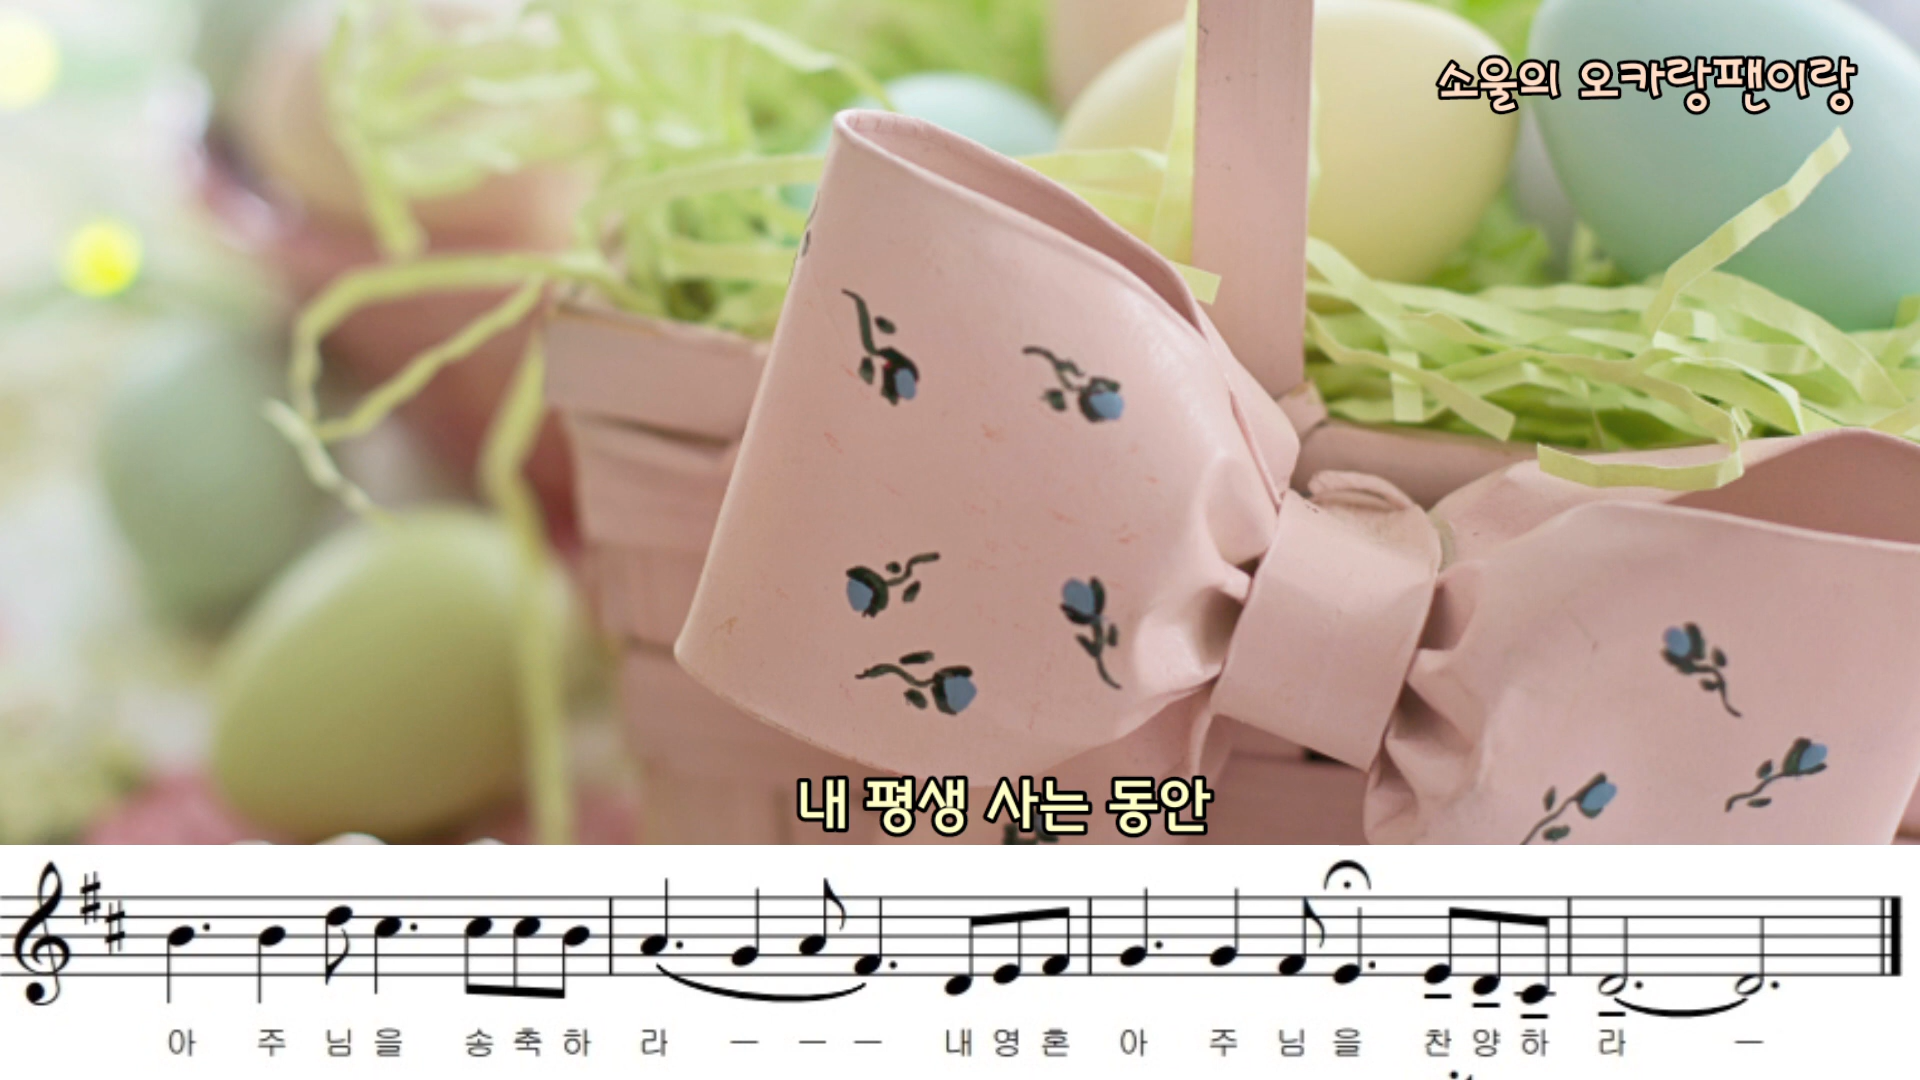 소울의 오카랑팬이랑
내 평생 사는 동안
아 주 님 을 송 축 하 라 — — — 내 영 혼 아 주 님 을 찬 양 하 라 —